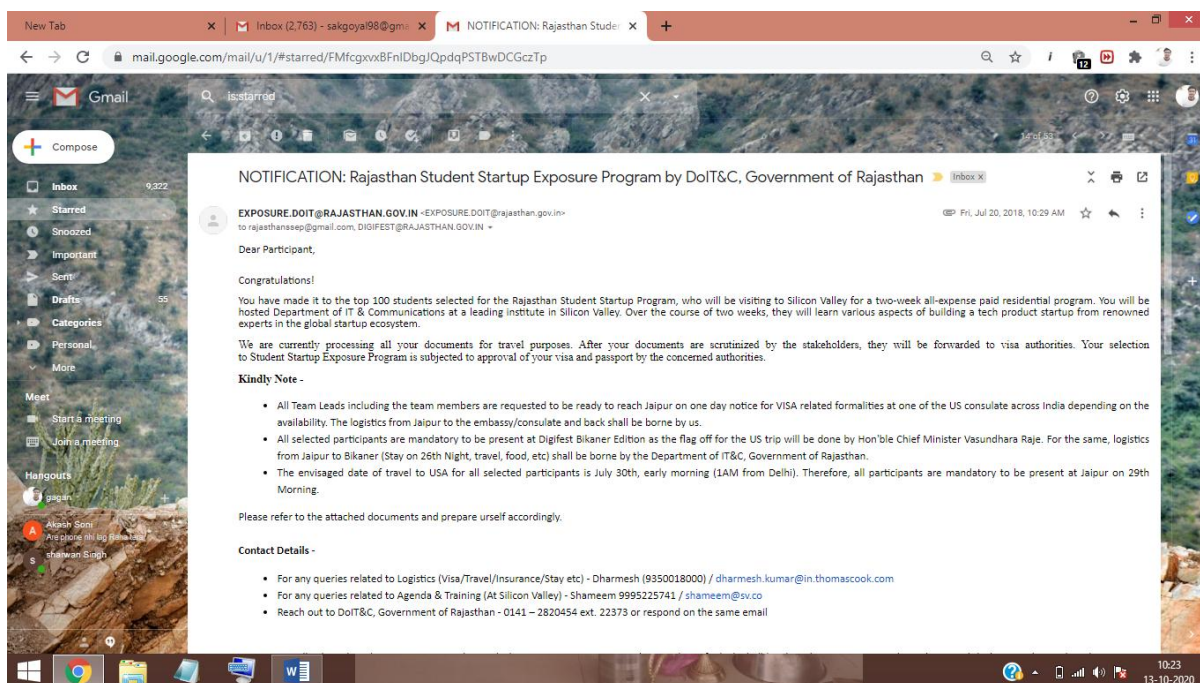 New Tab
Inbox (2,763) - sakgoyal98@gma
NOTIFICATION: Rajasthan Studen
mail.google.com/mail/u/1/#starred/FMfcgxvxBFnlDbgJQpdqPSTBwDCGczTp
12
Gmail
is:starred
Compose
14 of 53
31
Inbox 9,322
Starred
Snoozed
Important
Sent
Drafts 55
Categories
Personal
More
Meet
Start a meeting
Join a meeting
Hangouts
gagan
A
Akash Soni
Are phone nhi lag
S
sharwan Singh
NOTIFICATION: Rajasthan Student Startup Exposure Program by DoIT&C, Government of Rajasthan
Inbox x
EXPOSURE.DOIT@RAJASTHAN.GOV.IN <EXPOSURE.DOIT@rajasthan.gov.in>
Fri, Jul 20, 2018, 10:29 AM
to rajasthanssep@gmail.com, DIGIFEST@RAJASTHAN.GOV.IN
Dear Participant,
Congratulations!
You have made it to the top 100 students selected for the Rajasthan Student Startup Program, who will be visiting to Silicon Valley for a two-week all-expense paid residential program. You will be
hosted Department of IT & Communications at a leading institute in Silicon Valley. Over the course of two weeks, they will learn various aspects of building a tech product startup from renowned
experts in the global startup ecosystem.
We are currently processing all your documents for travel purposes. After your documents are scrutinized by the stakeholders, they will be forwarded to visa authorities. Your selection
to Student Startup Exposure Program is subjected to approval of your visa and passport by the concerned authorities.
Kindly Note -
• All Team Leads including the team members are requested to be ready to reach Jaipur on one day notice for VISA related formalities at one of the US consulate across India depending on the
availability. The logistics from Jaipur to the embassy/consulate and back shall be borne by us.
• All selected participants are mandatory to be present at Digifest Bikaner Edition as the flag off for the US trip will be done by Hon'ble Chief Minister Vasundhara Raje. For the same, logistics
from Jaipur to Bikaner (Stay on 26th Night, travel, food, etc) shall be borne by the Department of IT&C, Government of Rajasthan.
• The envisaged date of travel to USA for all selected participants is July 30th, early morning (1AM from Delhi). Therefore, all participants are mandatory to be present at Jaipur on 29th
Morning.
Please refer to the attached documents and prepare urself accordingly.
Contact Details -
• For any queries related to Logistics (Visa/Travel/Insurance/Stay etc) - Dharmesh (9350018000) / dharmesh.kumar@in.thomascook.com
• For any queries related to Agenda & Training (At Silicon Valley) - Shameem 9995225741 / shameem@sv.co
• Reach out to DoIT&C, Government of Rajasthan - 0141 – 2820454 ext. 22373 or respond on the same email
10:23
13-10-2020